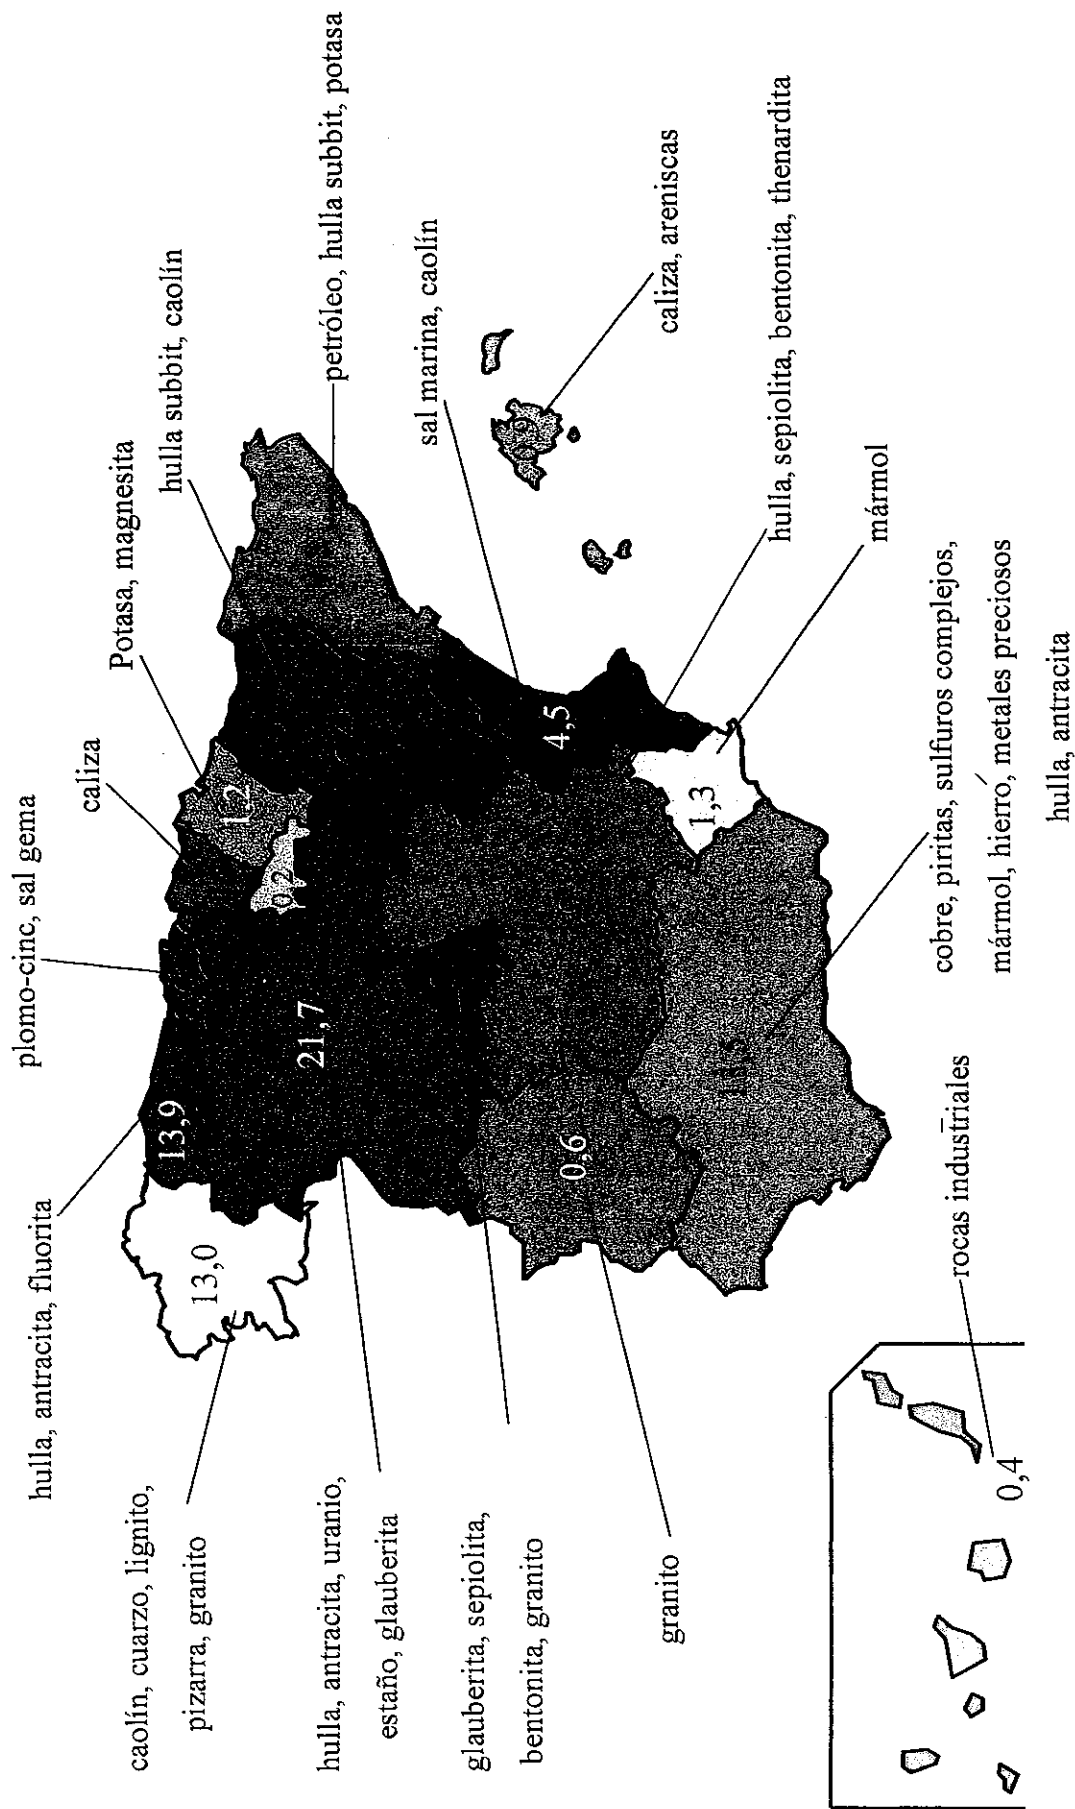 plomo-cinc, sal gema
hulla, antracita, fluorita
caliza
Potasa, magnesita
hulla subbit, caolín
petróleo, hulla subbit, potasa
caolín, cuarzo, lignito,
pizarra, granito
hulla, antracita, uranio,
estaño, glauberita
glauberita, sepiolita,
bentonita, granito
granito
sal marina, caolín
caliza, areniscas
hulla, sepiolita, bentonita, thenardita
mármol
cobre, piritas, sulfuros complejos,
mármol, hierro, metales preciosos
hulla, antracita
rocas industriales
13,0
13,9
21,7
0,2
1,2
4,5
0,6
1,3
0,4